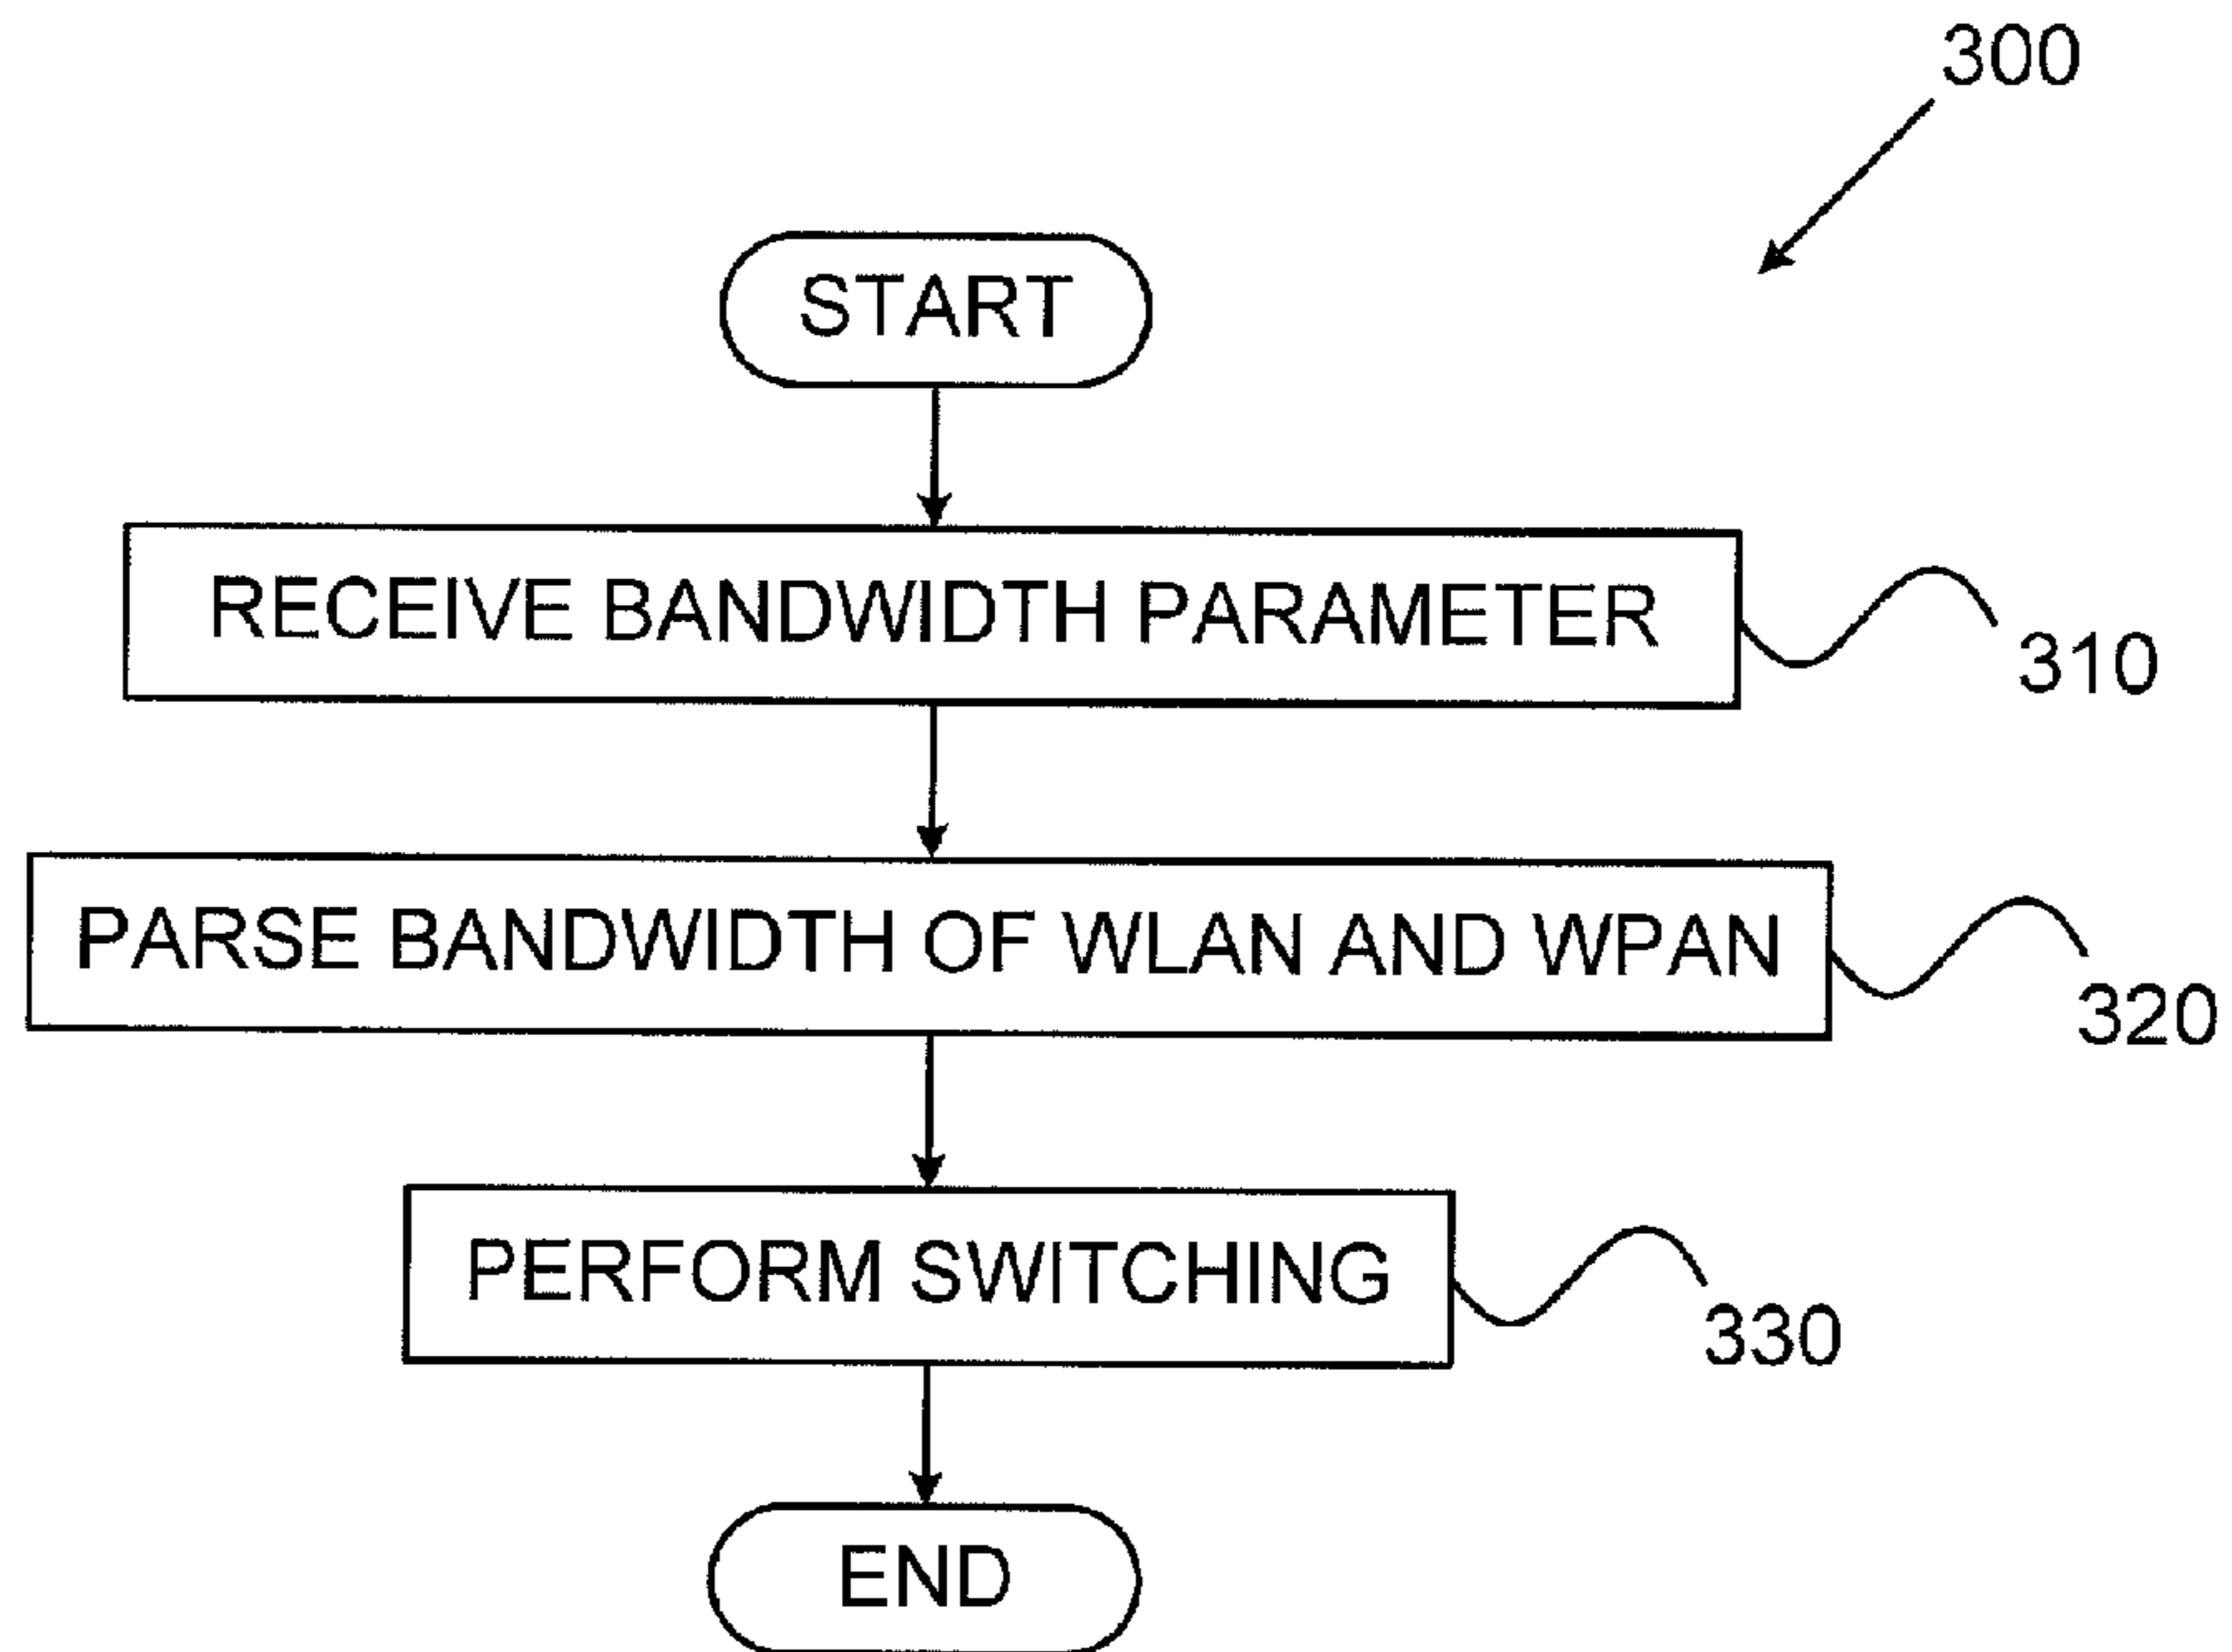 300
START
RECEIVE BANDWIDTH PARAMETER
310
PARSE BANDWIDTH OF WLAN AND WPAN
320
PERFORM SWITCHING
330
END